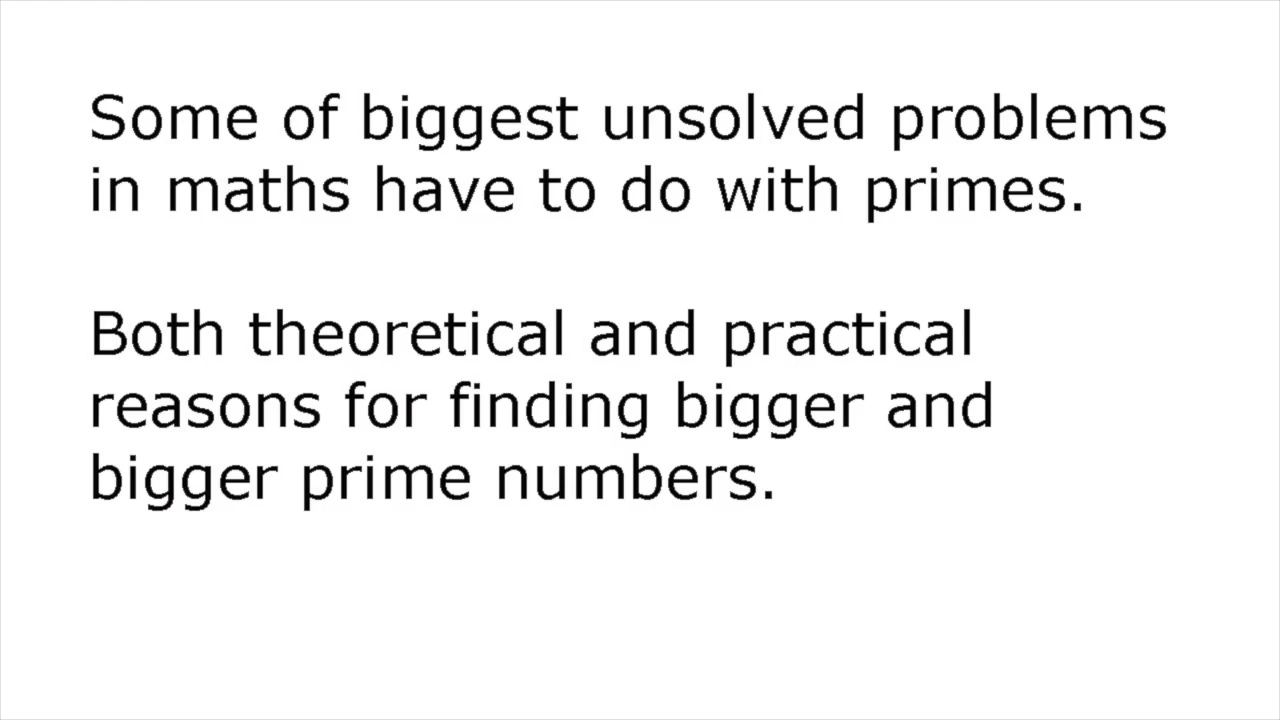 Some of biggest unsolved problems
in maths have to do with primes.
Both theoretical and practical
reasons for finding bigger and
bigger prime numbers.